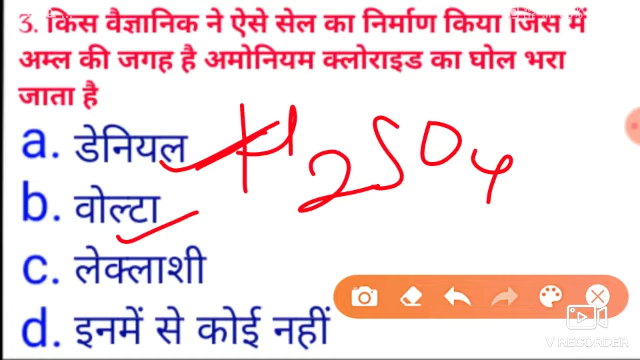 3. किस वैज्ञानिक ने ऐसे सेल का निर्माण किया जिस में
अम्ल की जगह है अमोनियम क्लोराइड का घोल भरा
जाता है
a. डेनियल
H2SO4
b. वोल्टा
c. लेक्लाशी
d. इनमें से कोई नहीं
V RECORDER